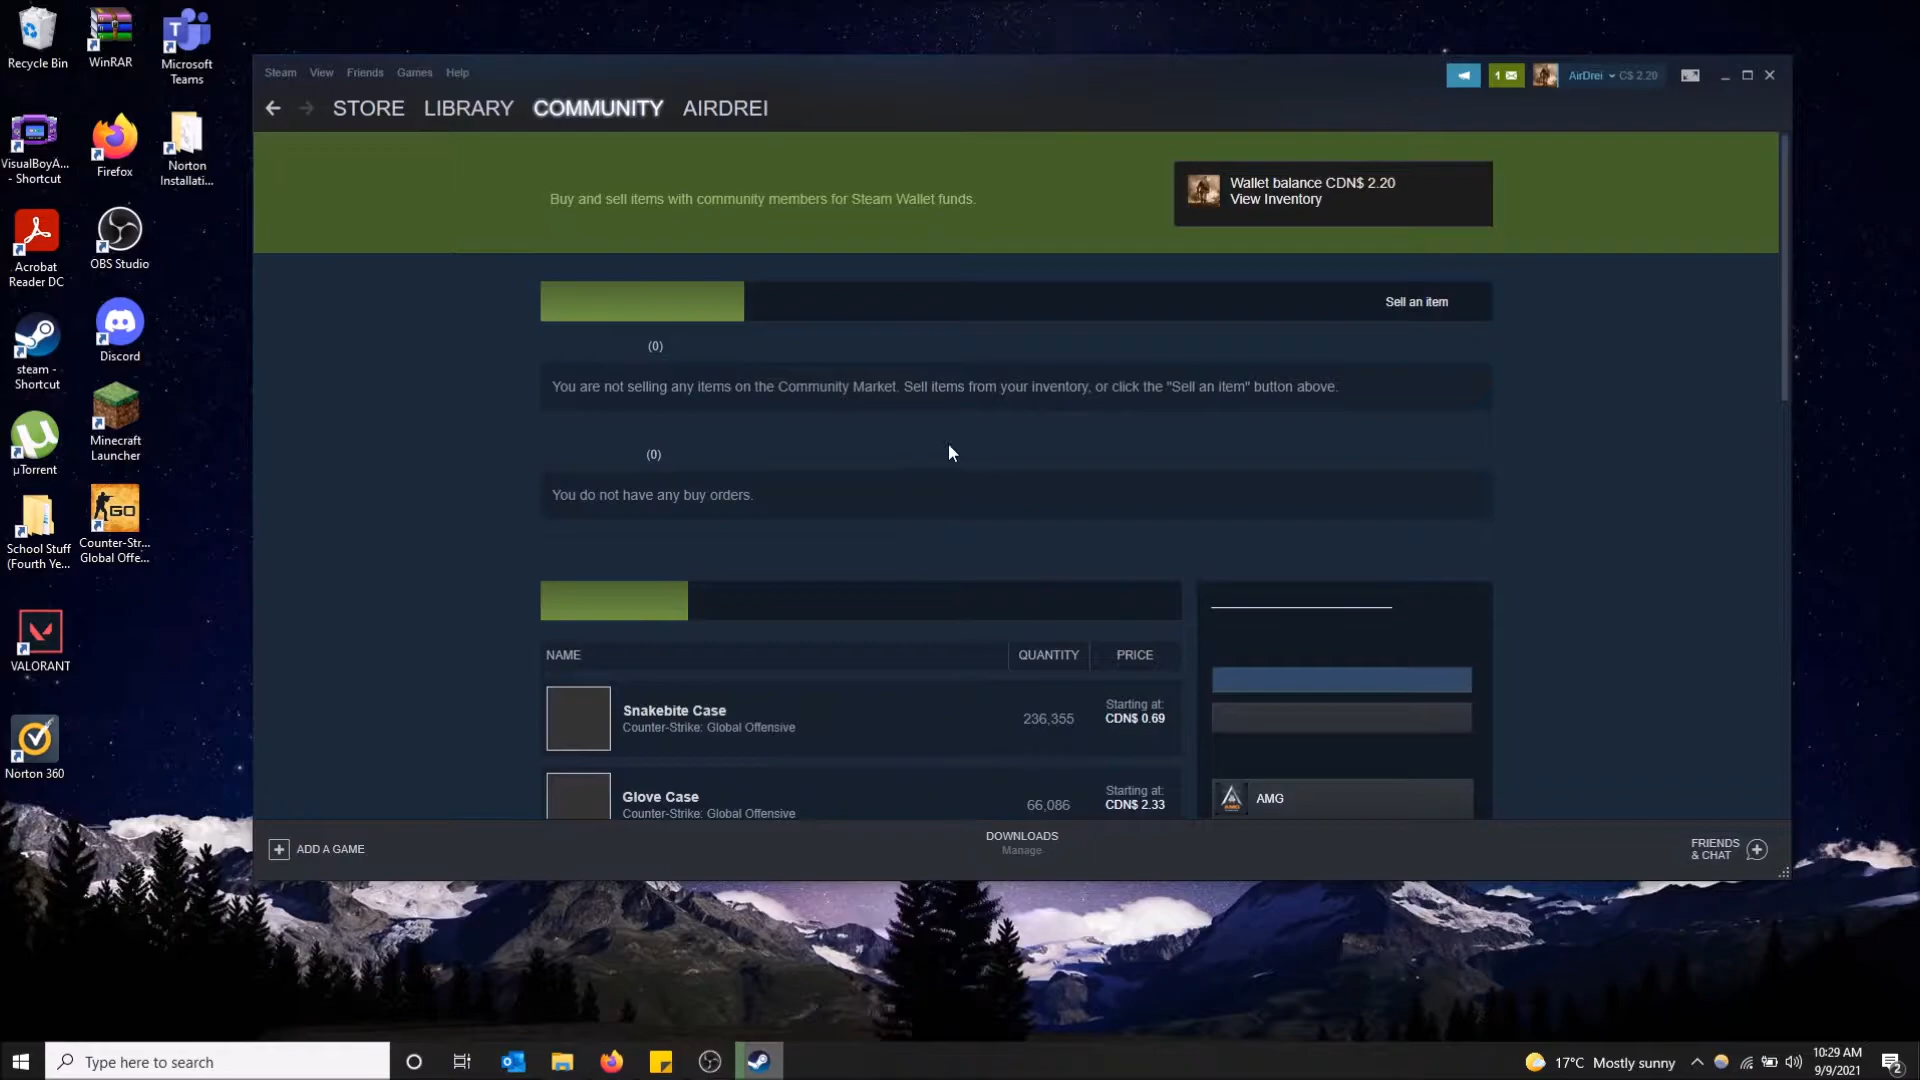 Recycle Bin
WinRAR
Microsoft
Teams
VisualBoyA...
- Shortcut
Firefox
Norton
Installati...
Acrobat
Reader DC
OBS Studio
steam -
Shortcut
Discord
µTorrent
Minecraft
Launcher
School Stuff
(Fourth Ye...
GO
Counter-Str...
Global Offe...
VALORANT
Norton 360
Steam View Friends Games Help
1
AirDrei C$ 2.20
STORE LIBRARY COMMUNITY AIRDREI
Buy and sell items with community members for Steam Wallet funds.
Wallet balance CDN$ 2.20
View Inventory
Sell an item
(0)
You are not selling any items on the Community Market. Sell items from your inventory, or click the "Sell an item" button above.
(0)
You do not have any buy orders.
NAME QUANTITY PRICE
Snakebite Case
Counter-Strike: Global Offensive
236,355
Starting at:
CDN$ 0.69
Glove Case
Counter-Strike: Global Offensive
66,086
Starting at:
CDN$ 2.33
AMG
ADD A GAME
DOWNLOADS
Manage
FRIENDS
& CHAT
Type here to search
17°C Mostly sunny
10:29 AM
9/9/2021
2